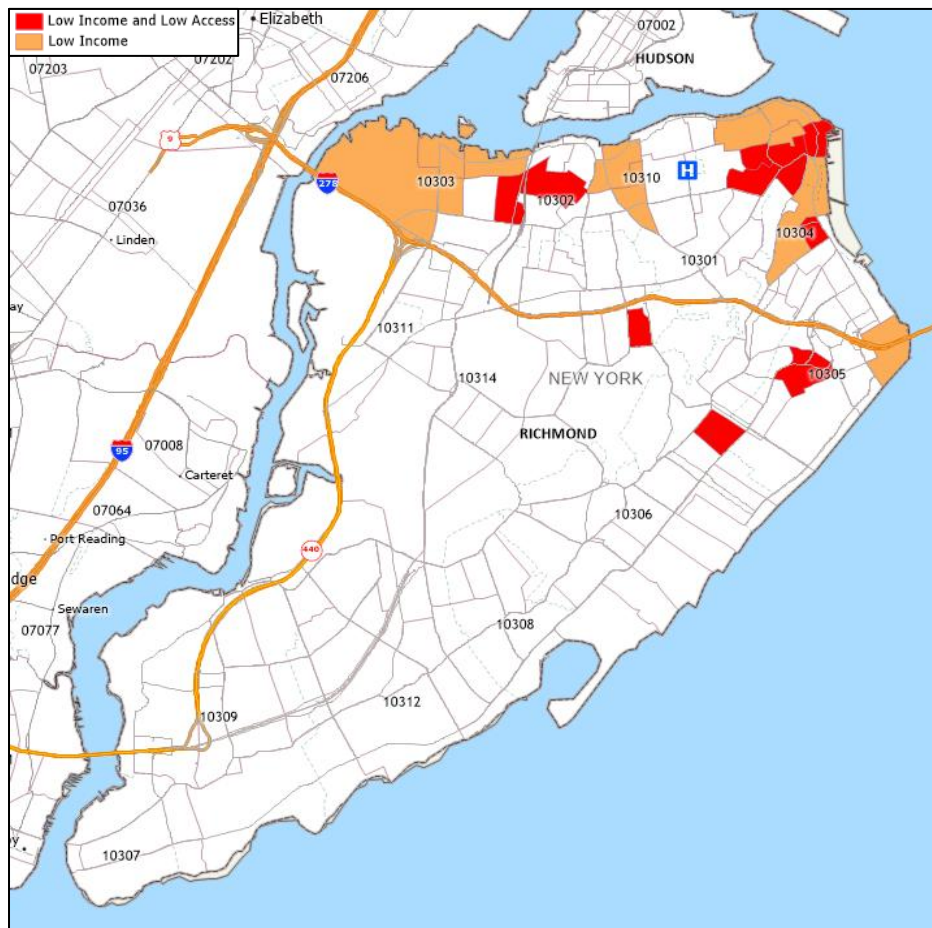 Low Income and Low Access
Low Income
Elizabeth
07002
HUDSON
07202
07203
07206
9
278
10303
10302
10310
H
07036
Linden
10304
10301
ay
10311
10314
NEW YORK
10305
RICHMOND
07008
95
Carteret
07064
10306
Port Reading
440
dge
Sewaren
07077
10308
10312
10309
oy
10307